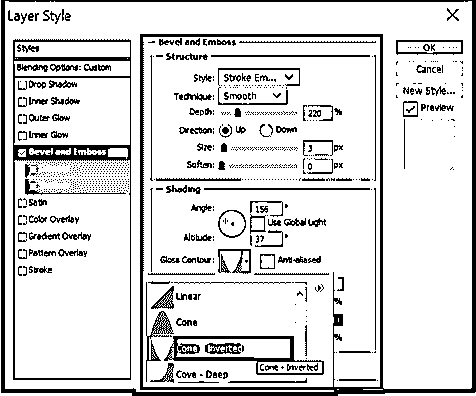 Layer Style
Styles
Blending Options: Custom
Drop Shadow
Inner Shadow
Outer Glow
Inner Glow
Bevel and Emboss
Satin
Color Overlay
Gradient Overlay
Pattern Overlay
Stroke
Bevel and Emboss
Structure
Style: Stroke Em...
Technique: Smooth
Depth: 220 %
Direction: Up Down
Size: 3 px
Soften: 0 px
Shading
Angle: 156 °
Use Global Light
Altitude: 37 °
Gloss Contour: Anti-aliased
Linear
Cone
Cone - Inverted
Cove - Deep
Cone - Inverted
%
%
OK
Cancel
New Style...
Preview